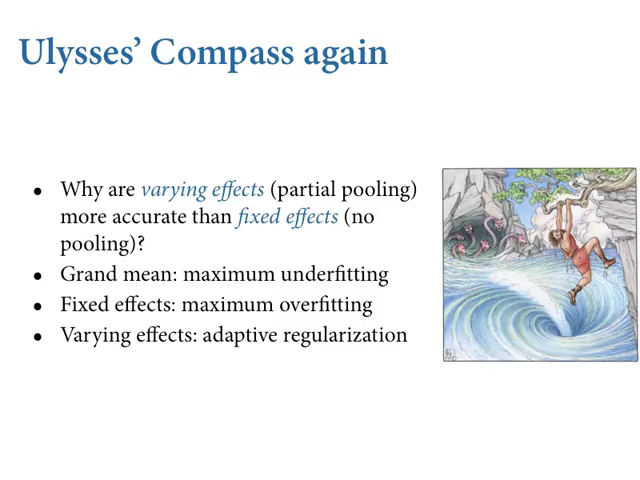 Ulysses’ Compass again
• Why are varying effects (partial pooling)
more accurate than fixed effects (no
pooling)?
• Grand mean: maximum underfitting
• Fixed effects: maximum overfitting
• Varying effects: adaptive regularization